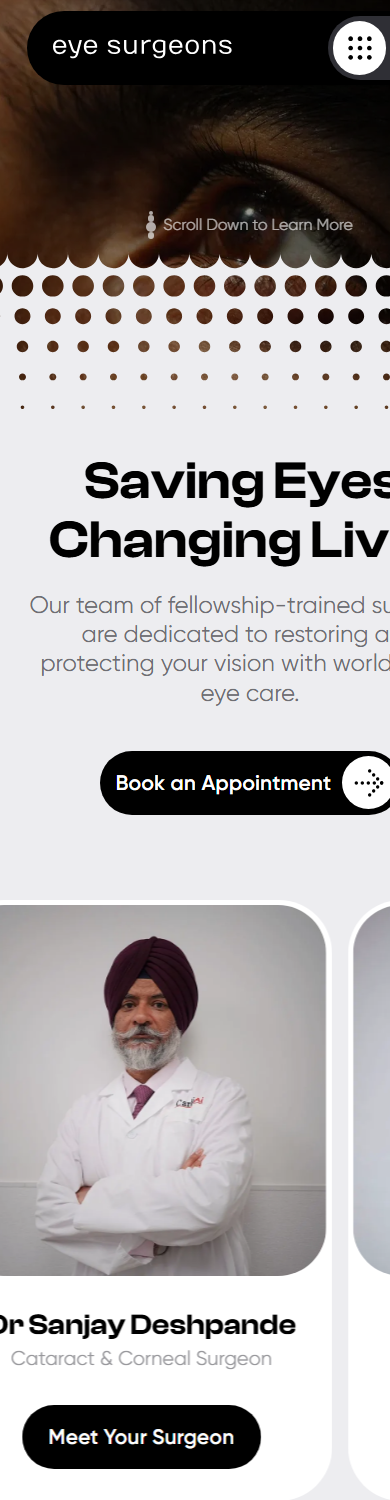 eye surgeons
Scroll Down to Learn More
Saving Eyes
Changing Liv
Our team of fellowship-trained su
are dedicated to restoring a
protecting your vision with world
eye care.
Book an Appointment
Dr Sanjay Deshpande
Cataract & Corneal Surgeon
Meet Your Surgeon